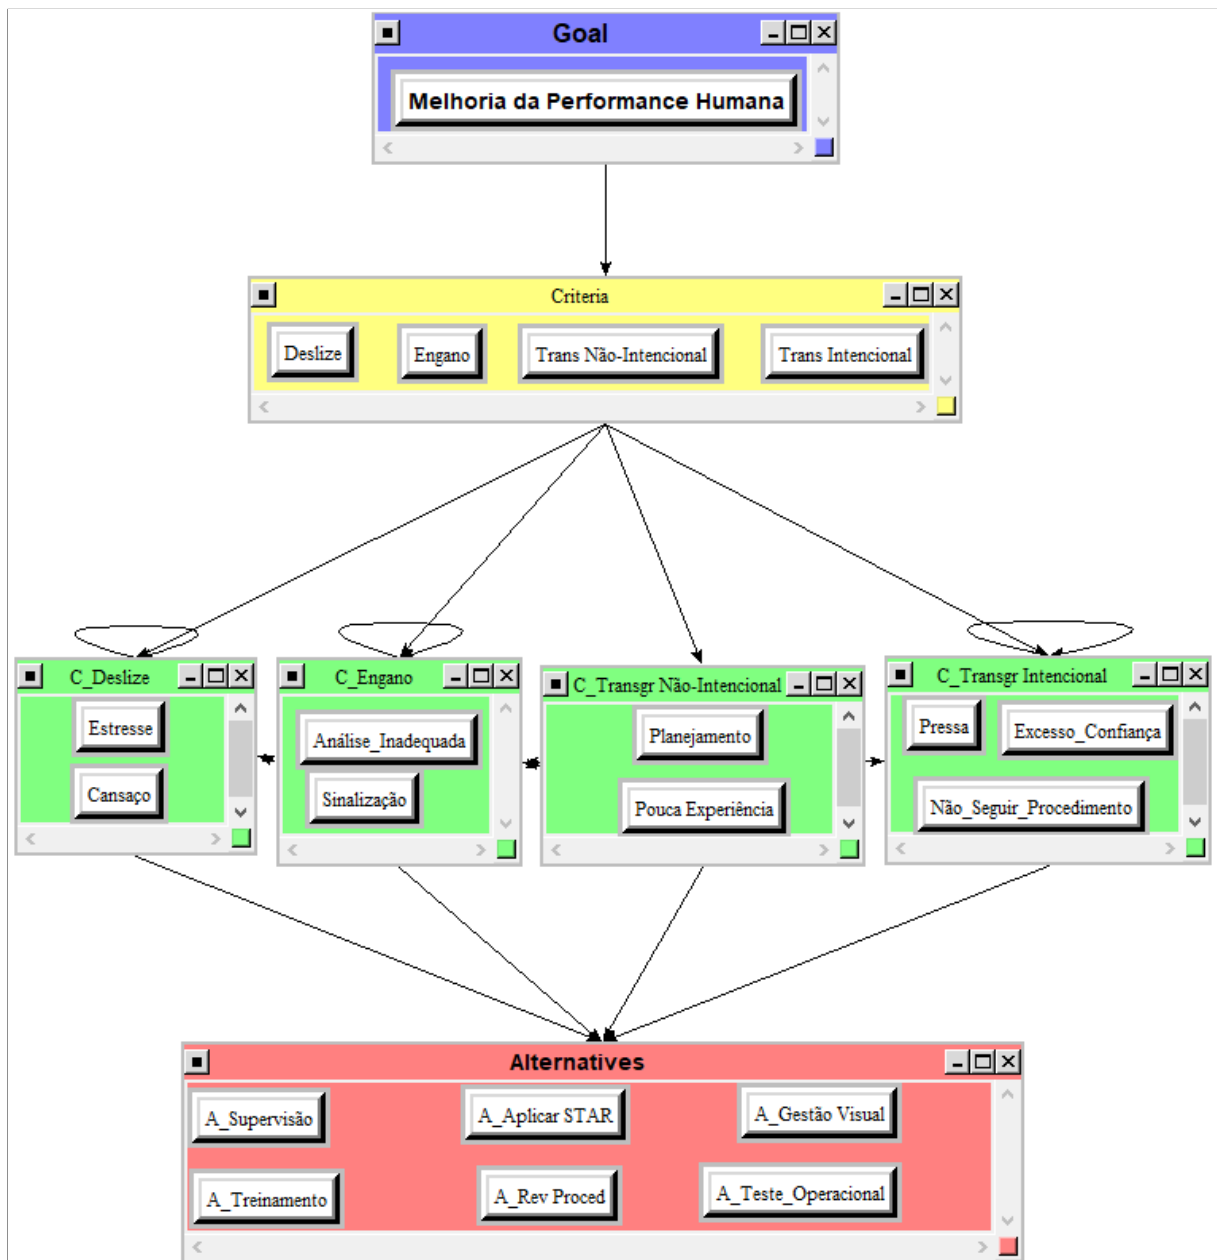 Goal
Melhoria da Performance Humana
Criteria
Deslize
Engano
Trans Não-Intencional
Trans Intencional
C_Deslize
Estresse
Cansaço
C_Engano
Análise_Inadequada
Sinalização
C_Transgr Não-Intencional
Planejamento
Pouca Experiência
C_Transgr Intencional
Pressa
Excesso_Confiança
Não_Seguir_Procedimento
Alternatives
A_Supervisão
A_Aplicar STAR
A_Gestão Visual
A_Treinamento
A_Rev Proced
A_Teste_Operacional